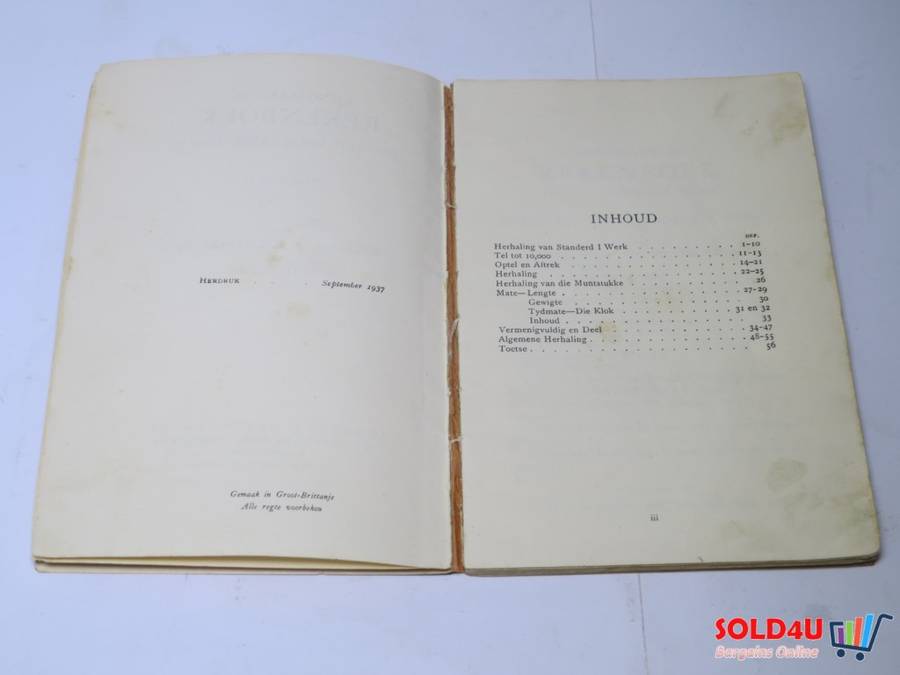 HERDRUK . . September 1937
Gemaak in Groot-Brittanje
Alle regte voorbehou
INHOUD
OEF.
Herhaling van Standerd I Werk . . . . . . . 1-10
Tel tot 10,000 . . . . . . . . . . . 11-13
Optel en Aftrek . . . . . . . . . . 14-21
Herhaling . . . . . . . . . . . . 22-25
Herhaling van die Muntstukke . . . . . . . 26
Mate—Lengte . . . . . . . . . . . 27-29
Gewigte . . . . . . . . . . . 30
Tydmate—Die Klok . . . . . . . 31 en 32
Inhoud . . . . . . . . . . . 33
Vermenigvuldig en Deel . . . . . . . . 34-47
Algemene Herhaling . . . . . . . . . 48-55
Toetse . . . . . . . . . . . . . 56
iii
SOLD4U
Bargains Online